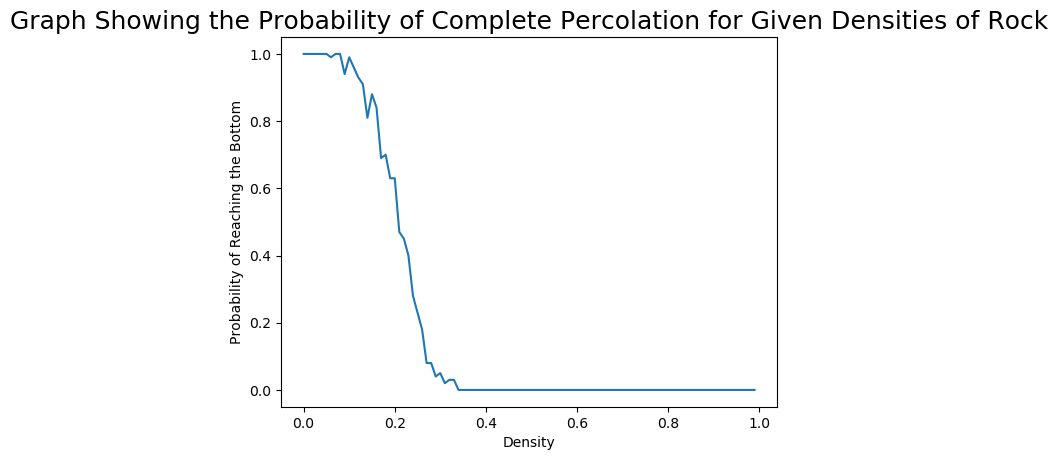 Graph Showing the Probability of Complete Percolation for Given Densities of Rock
1.0
0.8
0.6
0.4
0.2
0.0
Probability of Reaching the Bottom
0.0 0.2 0.4 0.6 0.8 1.0
Density